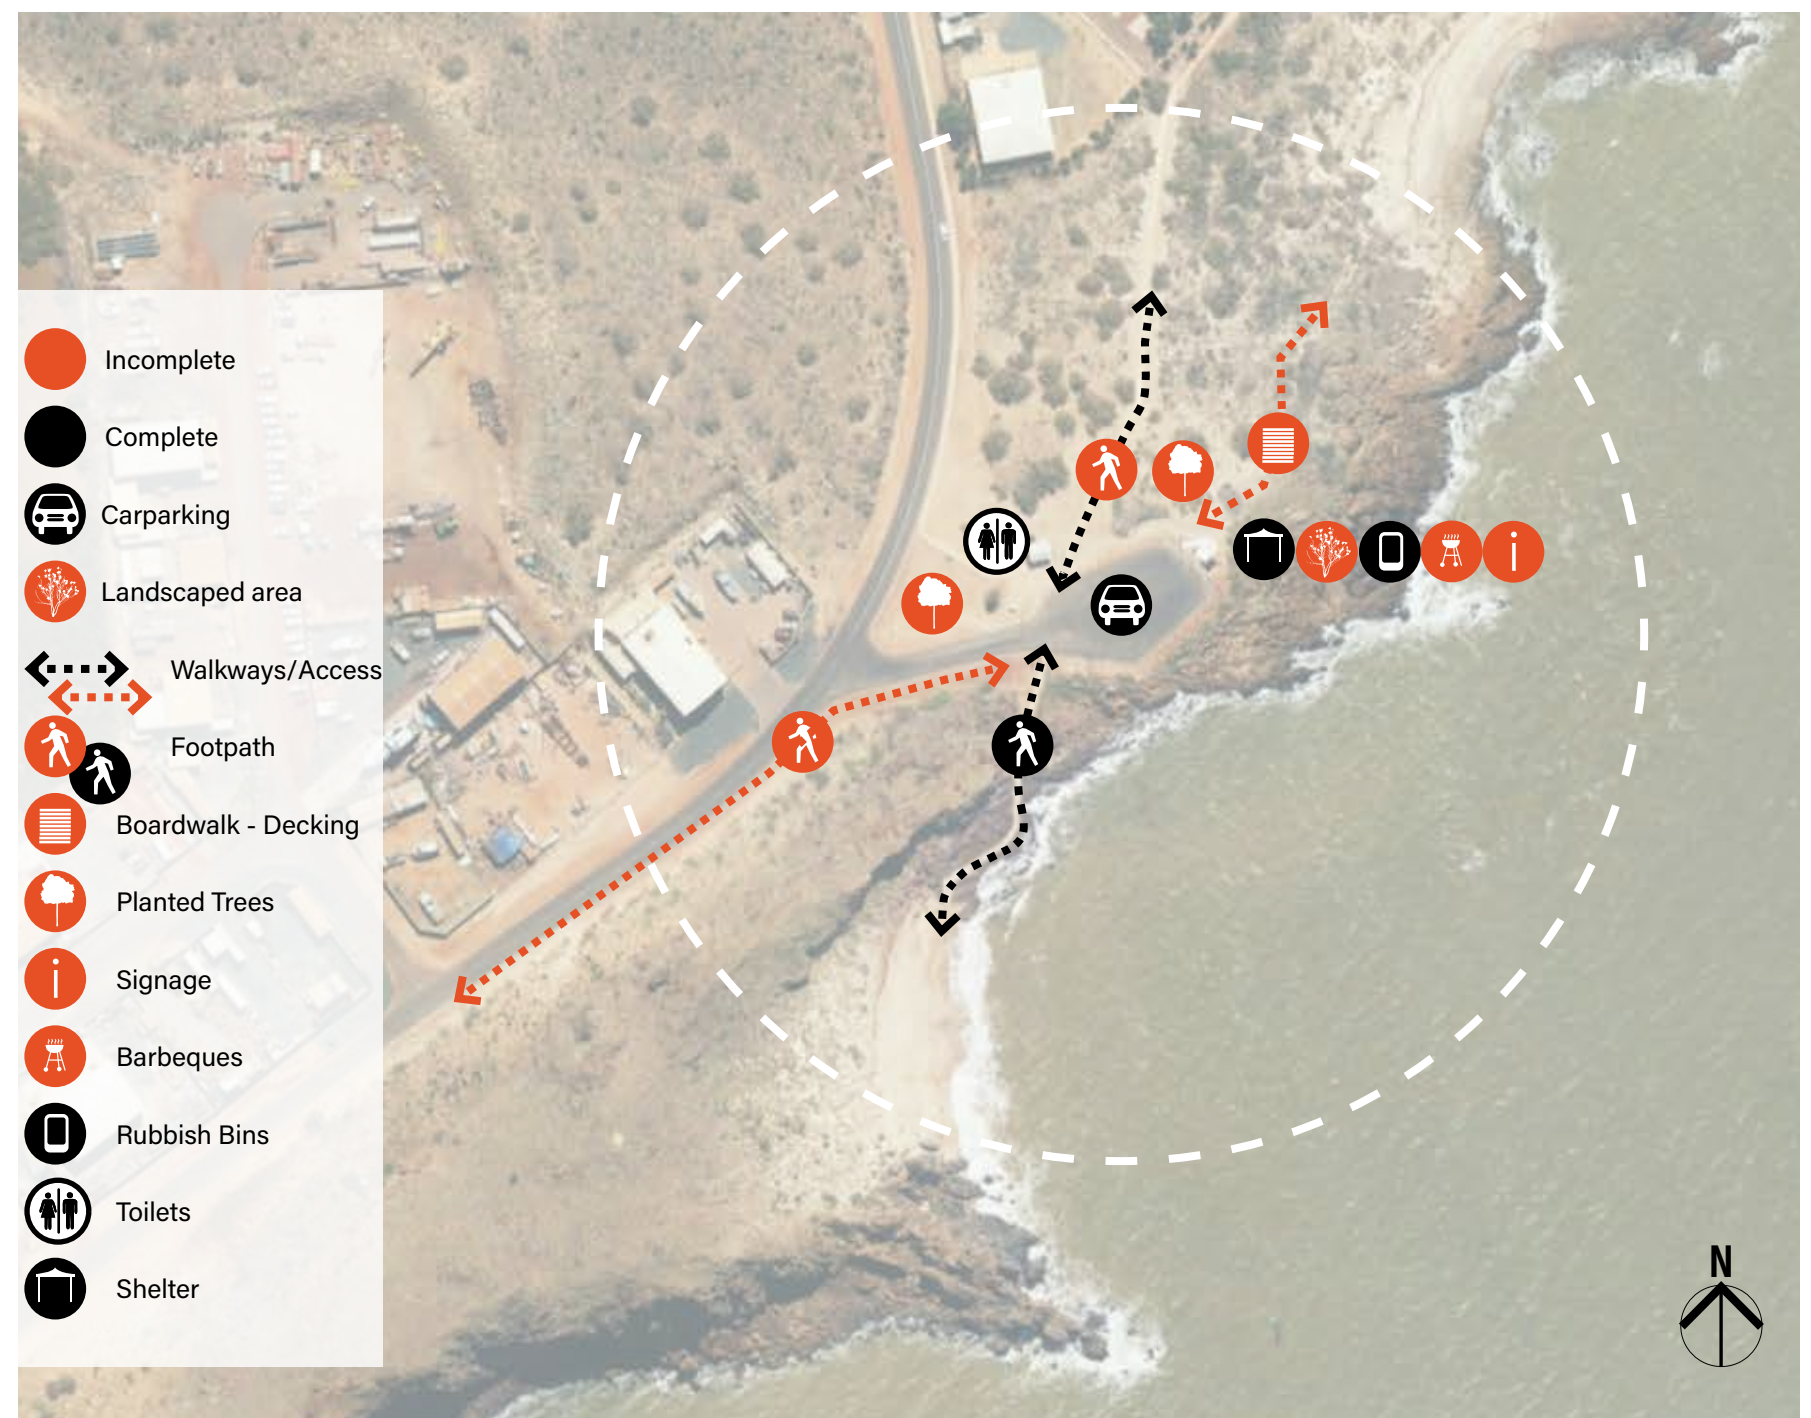 Incomplete
Complete
Carparking
Landscaped area
Walkways/Access
Footpath
Boardwalk - Decking
Planted Trees
Signage
Barbeques
Rubbish Bins
Toilets
Shelter
N